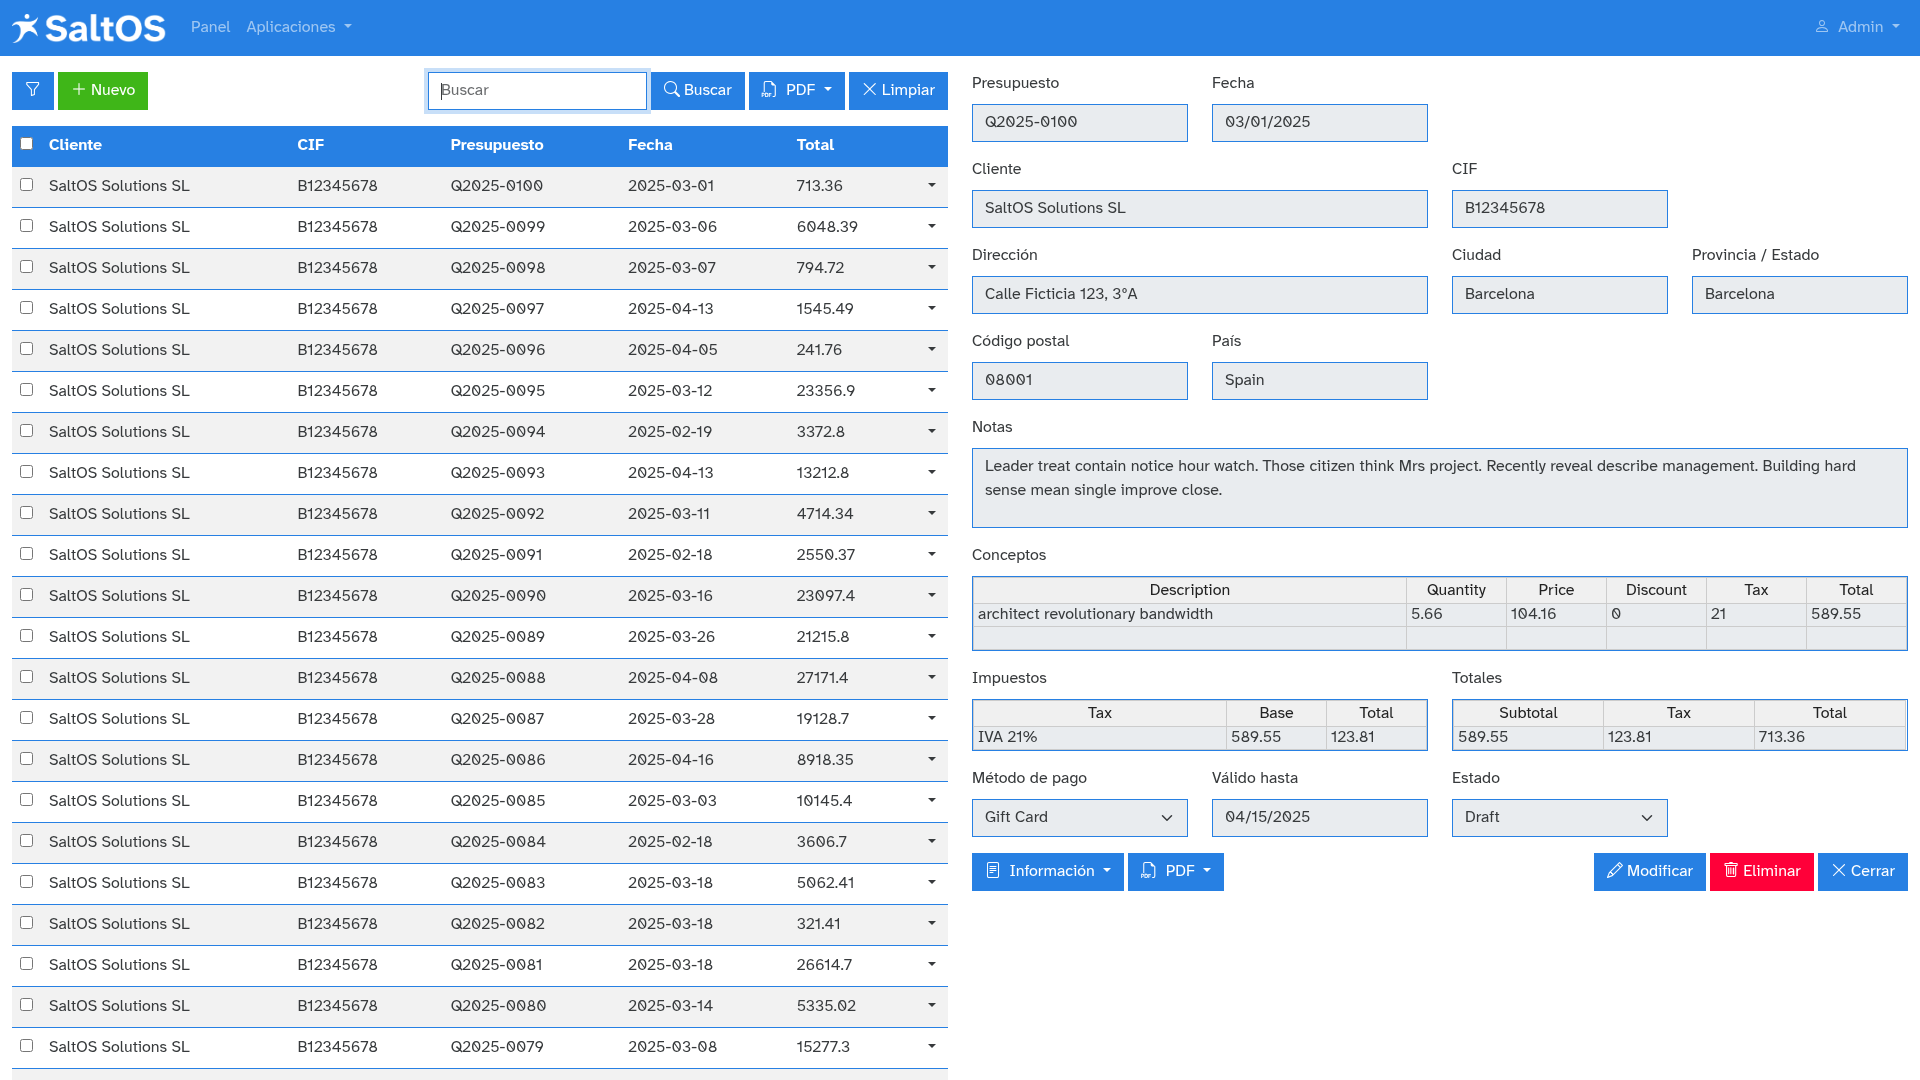 SaltOS Panel Aplicaciones Admin
Nuevo Buscar Buscar PDF Limpiar
Cliente CIF Presupuesto Fecha Total
SaltOS Solutions SL B12345678 Q2025-0100 2025-03-01 713.36
SaltOS Solutions SL B12345678 Q2025-0099 2025-03-06 6048.39
SaltOS Solutions SL B12345678 Q2025-0098 2025-03-07 794.72
SaltOS Solutions SL B12345678 Q2025-0097 2025-04-13 1545.49
SaltOS Solutions SL B12345678 Q2025-0096 2025-04-05 241.76
SaltOS Solutions SL B12345678 Q2025-0095 2025-03-12 23356.9
SaltOS Solutions SL B12345678 Q2025-0094 2025-02-19 3372.8
SaltOS Solutions SL B12345678 Q2025-0093 2025-04-13 13212.8
SaltOS Solutions SL B12345678 Q2025-0092 2025-03-11 4714.34
SaltOS Solutions SL B12345678 Q2025-0091 2025-02-18 2550.37
SaltOS Solutions SL B12345678 Q2025-0090 2025-03-16 23097.4
SaltOS Solutions SL B12345678 Q2025-0089 2025-03-26 21215.8
SaltOS Solutions SL B12345678 Q2025-0088 2025-04-08 27171.4
SaltOS Solutions SL B12345678 Q2025-0087 2025-03-28 19128.7
SaltOS Solutions SL B12345678 Q2025-0086 2025-04-16 8918.35
SaltOS Solutions SL B12345678 Q2025-0085 2025-03-03 10145.4
SaltOS Solutions SL B12345678 Q2025-0084 2025-02-18 3606.7
SaltOS Solutions SL B12345678 Q2025-0083 2025-03-18 5062.41
SaltOS Solutions SL B12345678 Q2025-0082 2025-03-18 321.41
SaltOS Solutions SL B12345678 Q2025-0081 2025-03-18 26614.7
SaltOS Solutions SL B12345678 Q2025-0080 2025-03-14 5335.02
SaltOS Solutions SL B12345678 Q2025-0079 2025-03-08 15277.3
Presupuesto Fecha
Q2025-0100 03/01/2025
Cliente CIF
SaltOS Solutions SL B12345678
Dirección Ciudad Provincia / Estado
Calle Ficticia 123, 3°A Barcelona Barcelona
Código postal País
08001 Spain
Notas
Leader treat contain notice hour watch. Those citizen think Mrs project. Recently reveal describe management. Building hard
sense mean single improve close.
Conceptos
Description Quantity Price Discount Tax Total
architect revolutionary bandwidth 5.66 104.16 0 21 589.55
Impuestos Totales
Tax Base Total Subtotal Tax Total
IVA 21% 589.55 123.81 589.55 123.81 713.36
Método de pago Válido hasta Estado
Gift Card 04/15/2025 Draft
Información PDF Modificar Eliminar Cerrar